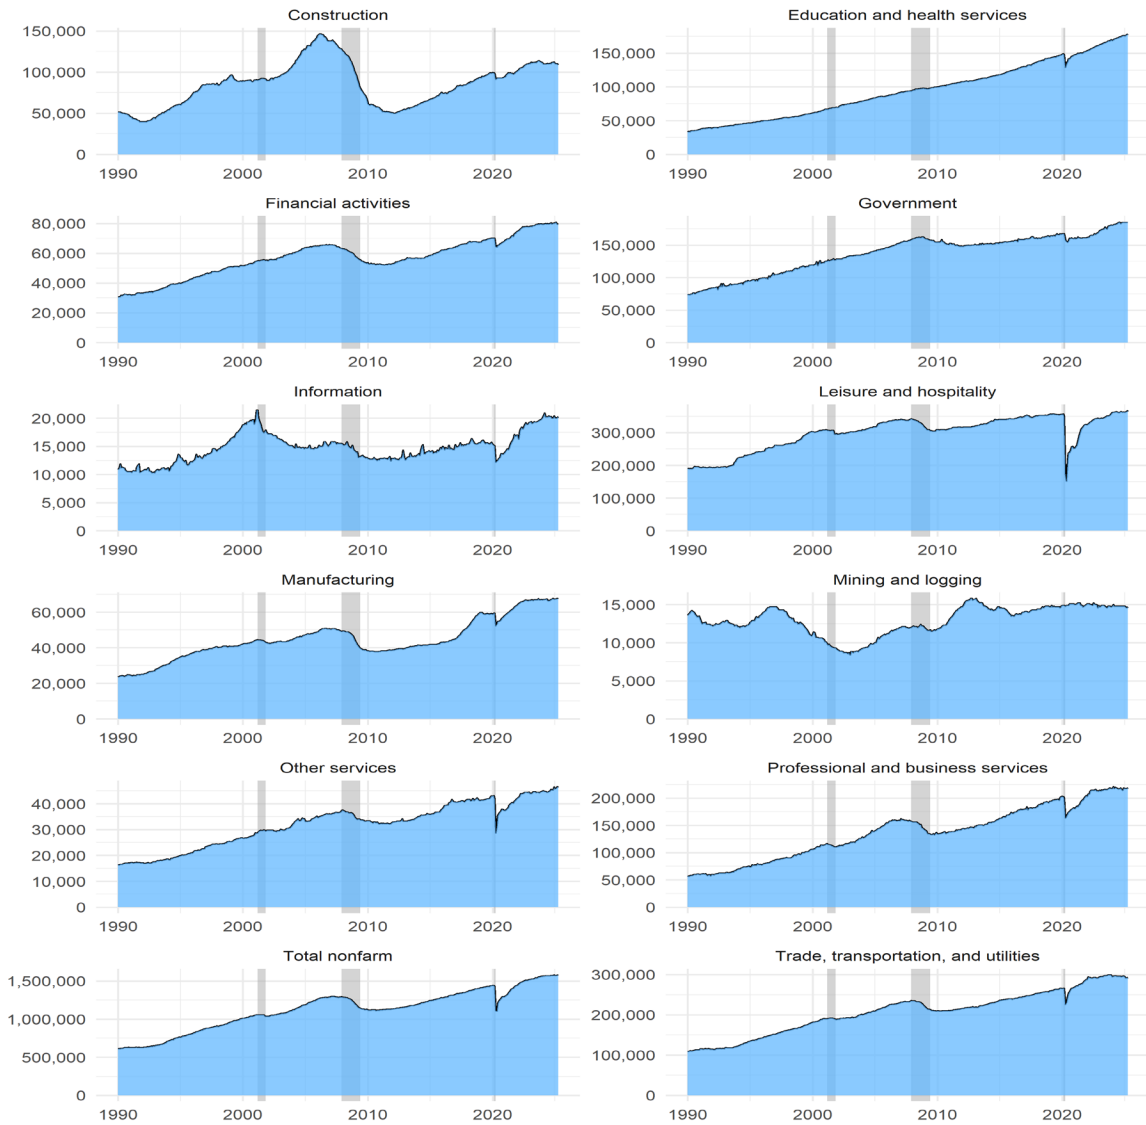 Construction
150,000
100,000
50,000
0
1990 2000 2010 2020
Education and health services
150,000
100,000
50,000
0
1990 2000 2010 2020
Financial activities
80,000
60,000
40,000
20,000
0
1990 2000 2010 2020
Government
150,000
100,000
50,000
0
1990 2000 2010 2020
Information
20,000
15,000
10,000
5,000
0
1990 2000 2010 2020
Leisure and hospitality
300,000
200,000
100,000
0
1990 2000 2010 2020
Manufacturing
60,000
40,000
20,000
0
1990 2000 2010 2020
Mining and logging
15,000
10,000
5,000
0
1990 2000 2010 2020
Other services
40,000
30,000
20,000
10,000
0
1990 2000 2010 2020
Professional and business services
200,000
150,000
100,000
50,000
0
1990 2000 2010 2020
Total nonfarm
1,500,000
1,000,000
500,000
0
1990 2000 2010 2020
Trade, transportation, and utilities
300,000
200,000
100,000
0
1990 2000 2010 2020